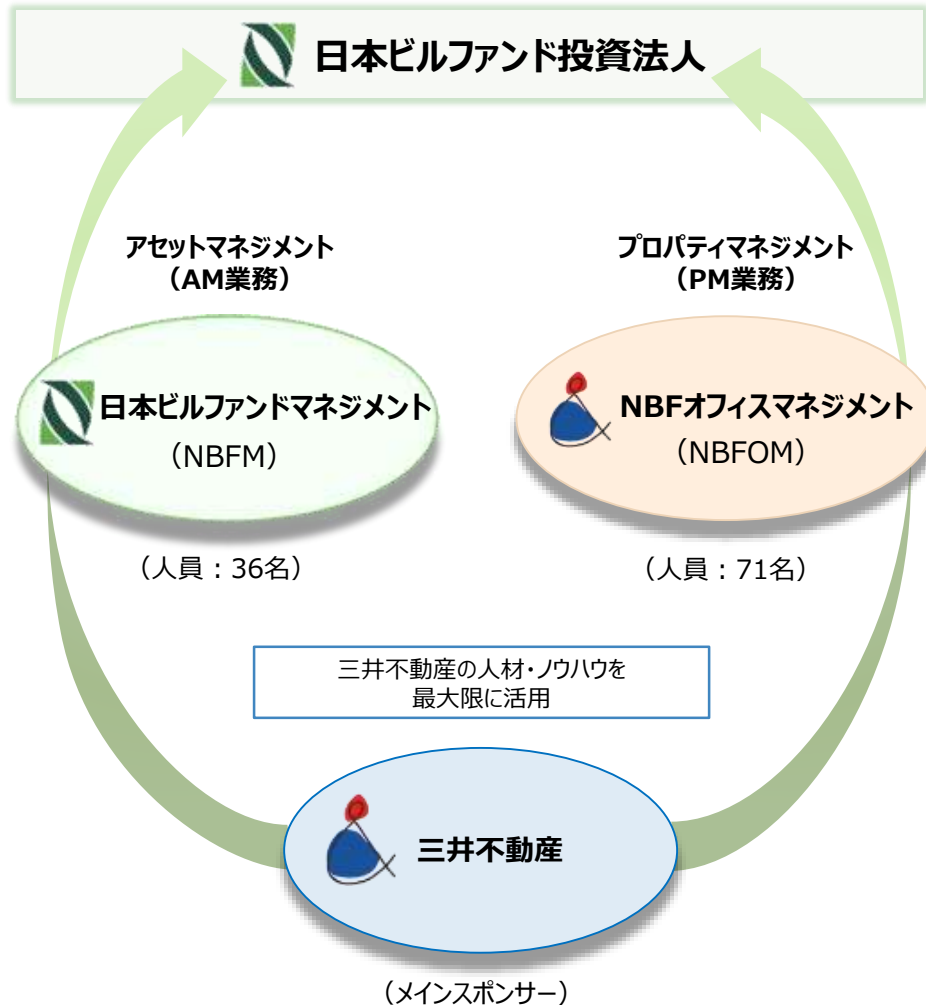 日本ビルファンド投資法人
アセットマネジメント
（AM業務）
プロパティマネジメント
（PM業務）
日本ビルファンドマネジメント
（NBFM）
NBFオフィスマネジメント
（NBFOM）
（人員：36名）
（人員：71名）
三井不動産の人材・ノウハウを
最大限に活用
三井不動産
（メインスポンサー）